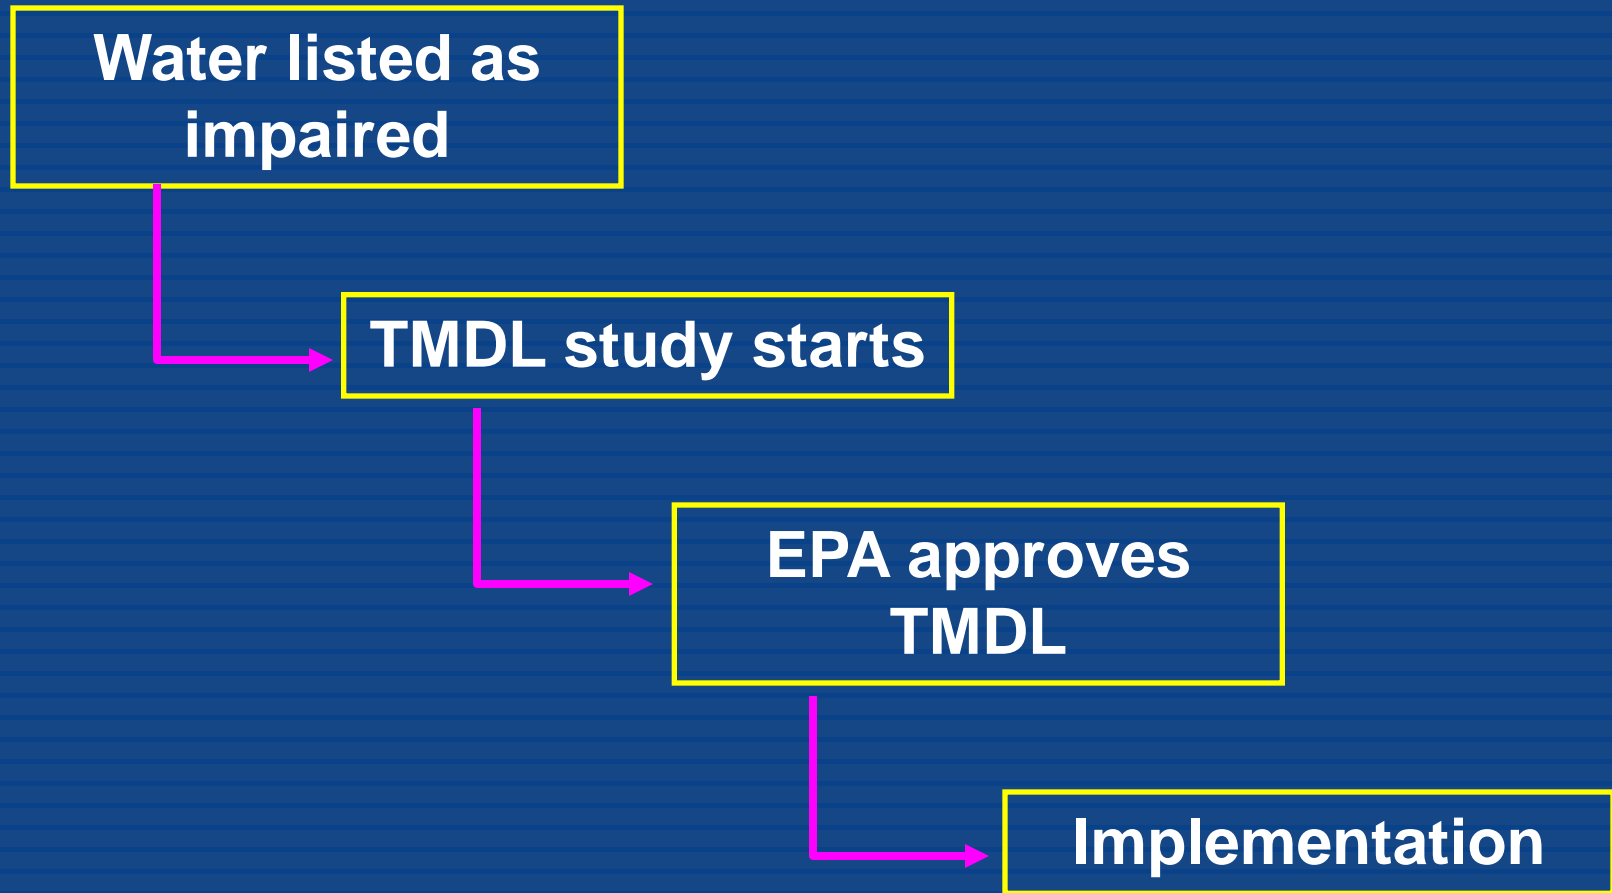 Water listed as
impaired
TMDL study starts
EPA approves
TMDL
Implementation